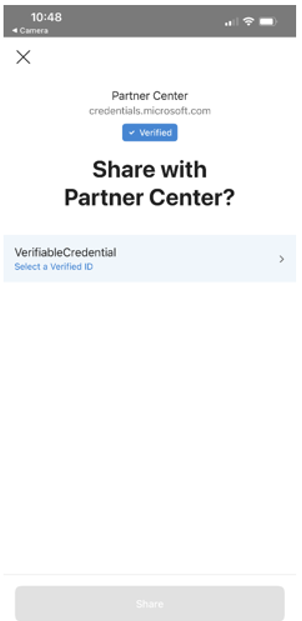 10:48
◂ Camera
Partner Center
credentials.microsoft.com
✓ Verified
Share with
Partner Center?
VerifiableCredential
Select a Verified ID
Share